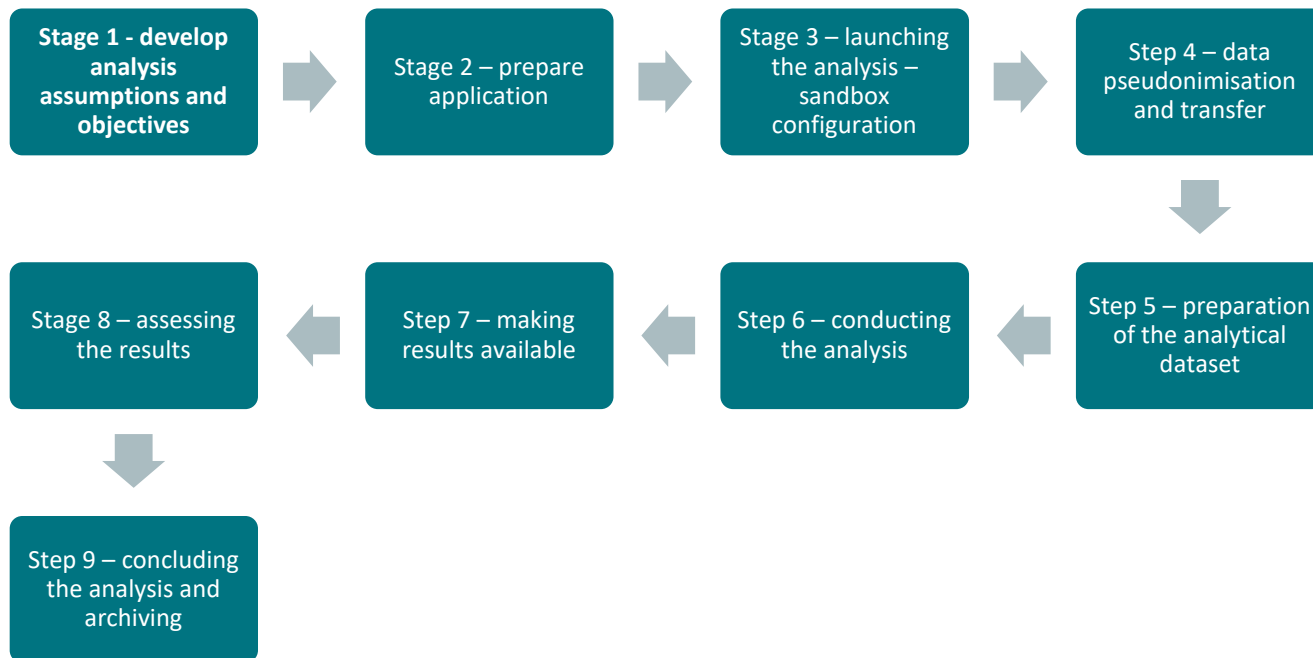 Stage 1 - develop
analysis
assumptions and
objectives
Stage 2 – prepare
application
Stage 3 – launching
the analysis –
sandbox
configuration
Step 4 – data
pseudonimisation
and transfer
Step 5 – preparation
of the analytical
dataset
Step 6 – conducting
the analysis
Step 7 – making
results available
Stage 8 – assessing
the results
Step 9 – concluding
the analysis and
archiving